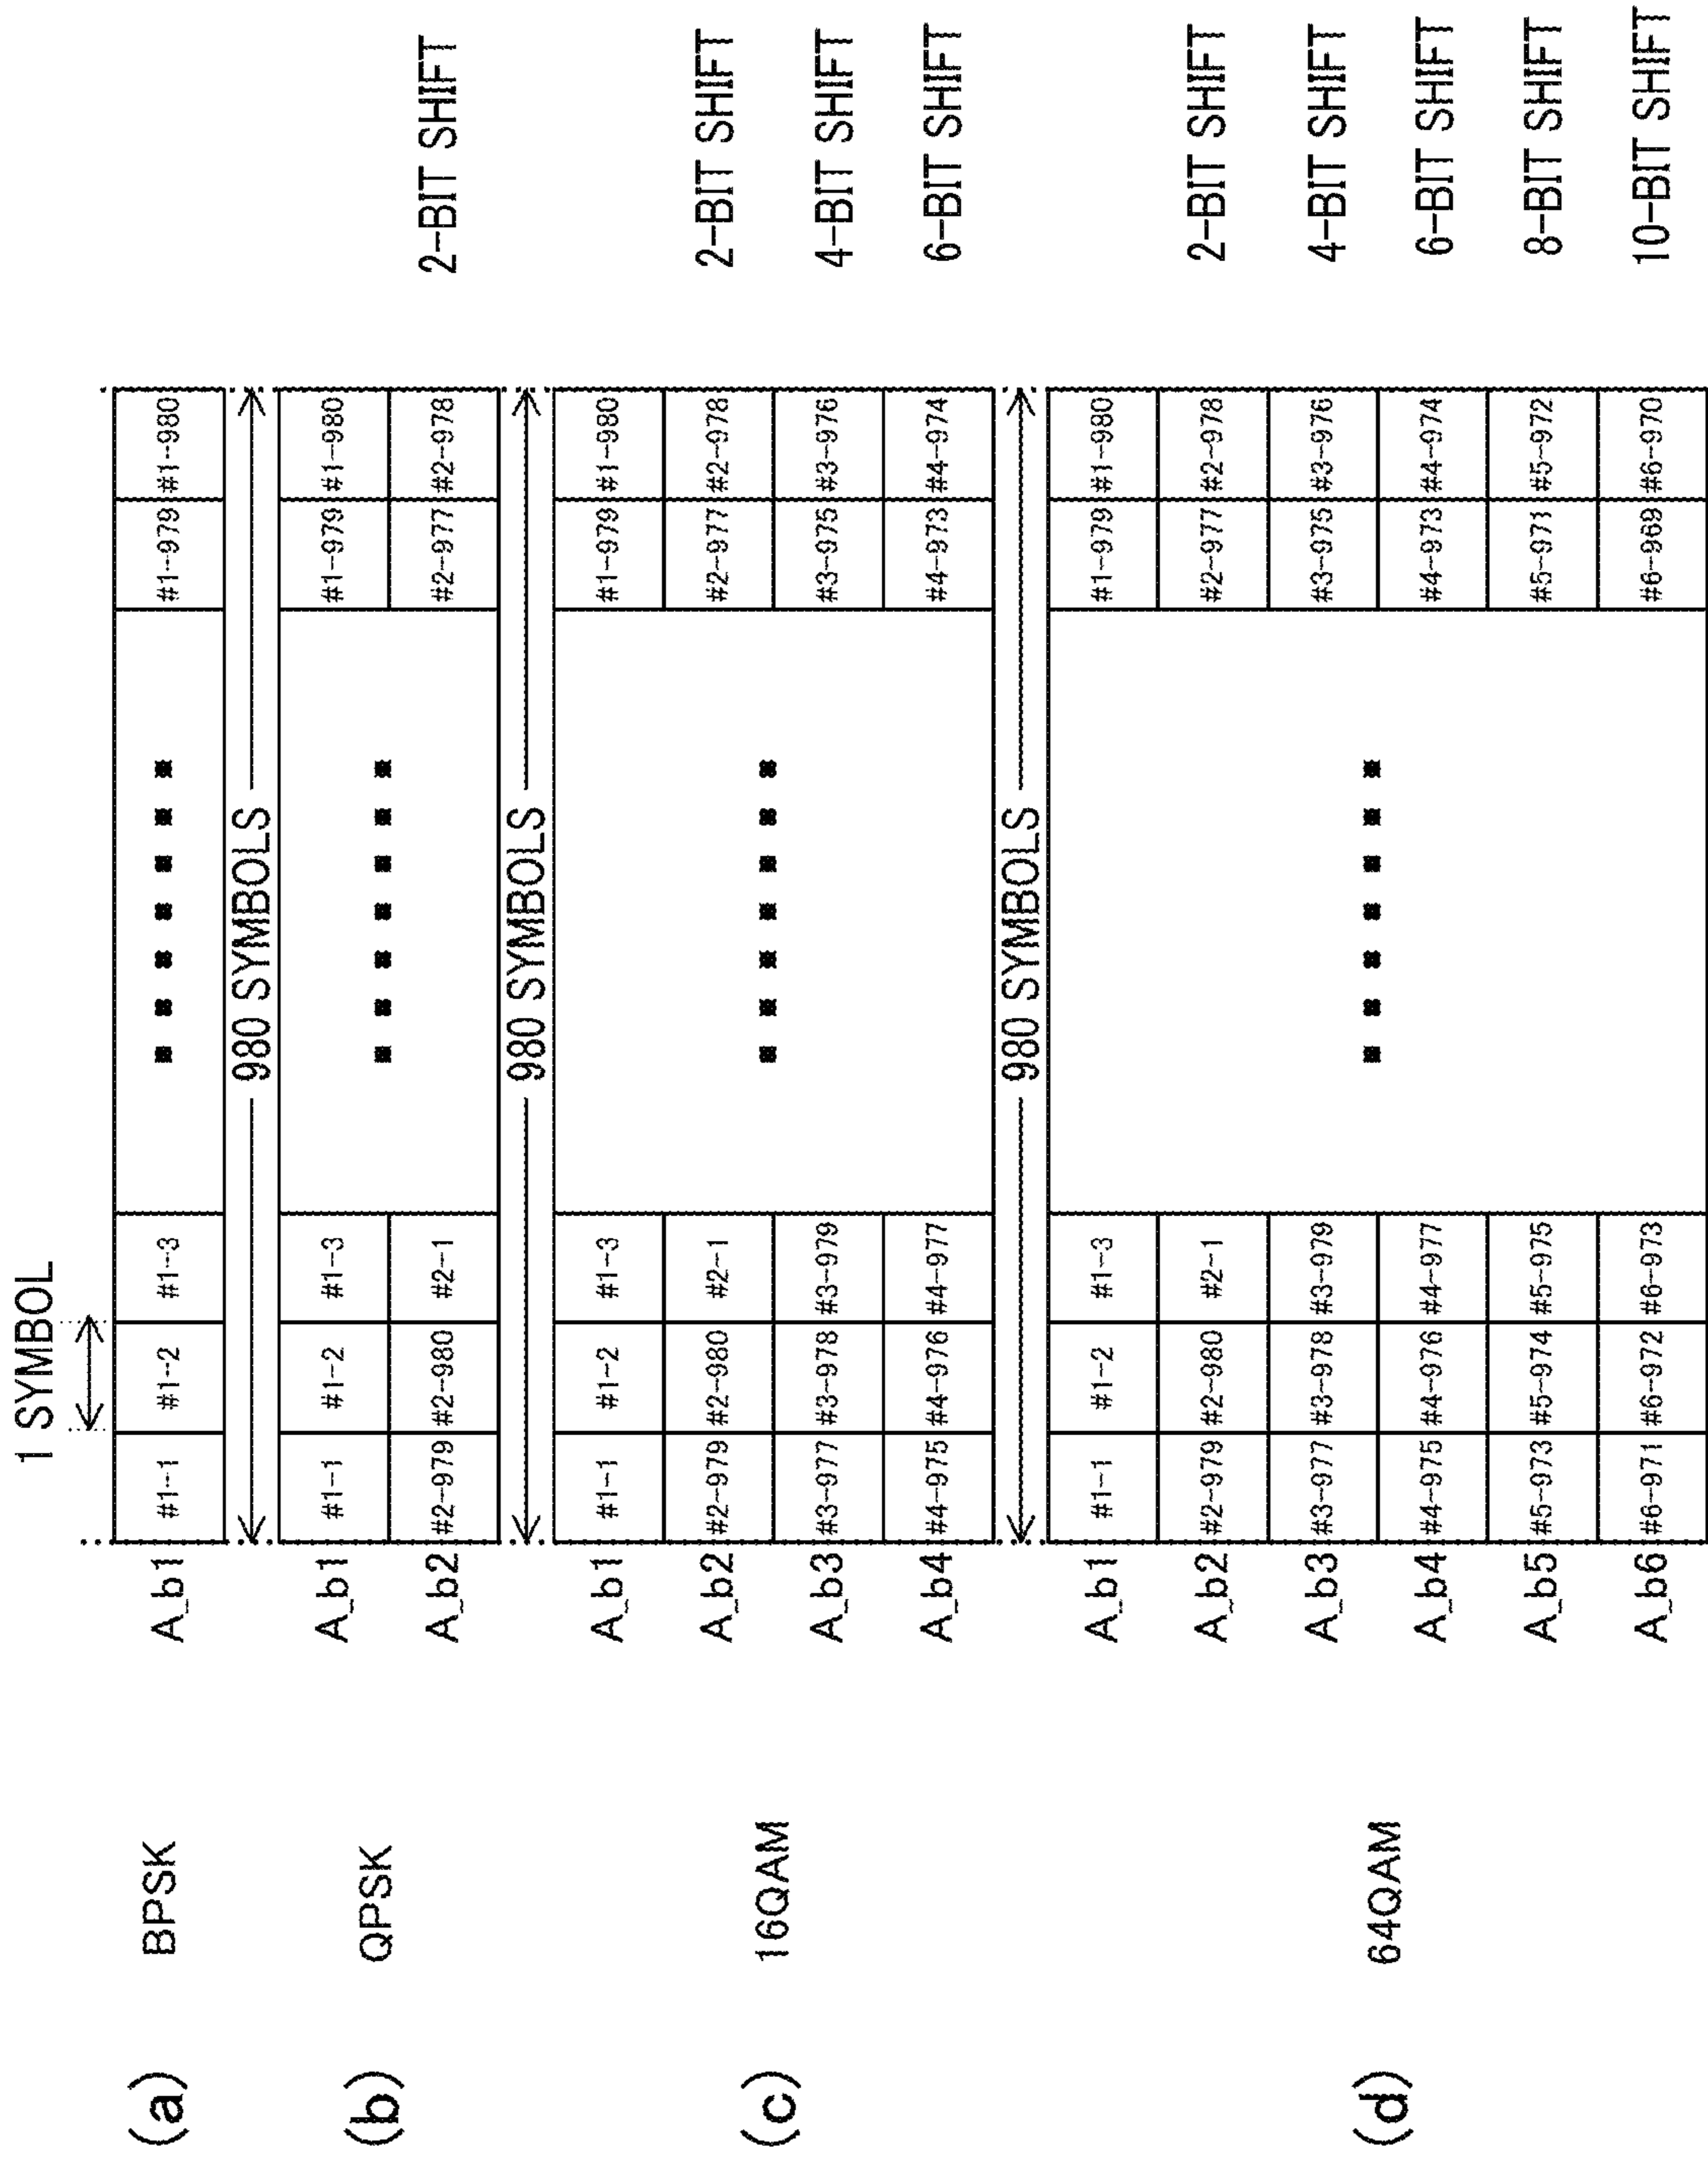 1 SYMBOL
(a) BPSK A_b1 #1-1 #1-2 #1-3 #1-979 #1-980
980 SYMBOLS
(b) QPSK
A_b1 #1-1 #1-2 #1-3 #1-979 #1-980
A_b2 #2-979 #2-980 #2-1 #2-977 #2-978 2-BIT SHIFT
980 SYMBOLS
(c) 16QAM
A_b1 #1-1 #1-2 #1-3 #1-979 #1-980
A_b2 #2-979 #2-980 #2-1 #2-977 #2-978 2-BIT SHIFT
A_b3 #3-977 #3-978 #3-979 #3-975 #3-976 4-BIT SHIFT
A_b4 #4-975 #4-976 #4-977 #4-973 #4-974 6-BIT SHIFT
980 SYMBOLS
(d) 64QAM
A_b1 #1-1 #1-2 #1-3 #1-979 #1-980
A_b2 #2-979 #2-980 #2-1 #2-977 #2-978 2-BIT SHIFT
A_b3 #3-977 #3-978 #3-979 #3-975 #3-976 4-BIT SHIFT
A_b4 #4-975 #4-976 #4-977 #4-973 #4-974 6-BIT SHIFT
A_b5 #5-973 #5-974 #5-975 #5-971 #5-972 8-BIT SHIFT
A_b6 #6-971 #6-972 #6-973 #6-969 #6-970 10-BIT SHIFT